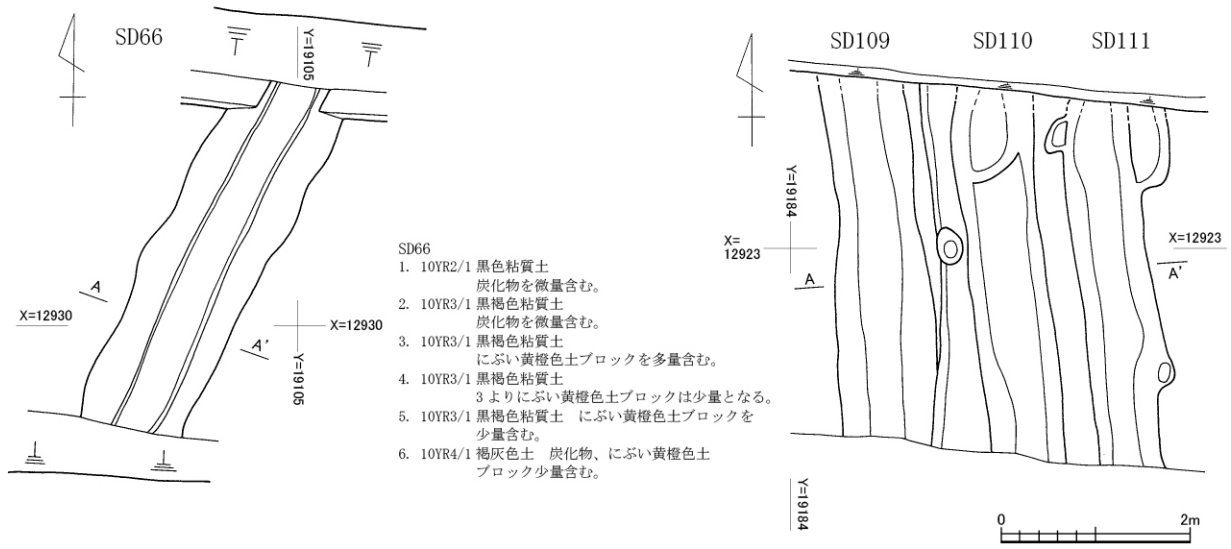 SD66
Y=19105
A
X=12930
A'
X=12930
Y=19105
SD66
1. 10YR2/1 黒色粘質土
炭化物を微量含む。
2. 10YR3/1 黒褐色粘質土
炭化物を微量含む。
3. 10YR3/1 黒褐色粘質土
にぶい黄橙色土ブロックを多量含む。
4. 10YR3/1 黒褐色粘質土
3よりにぶい黄橙色土ブロックは少量となる。
5. 10YR3/1 黒褐色粘質土　にぶい黄橙色土ブロックを
少量含む。
6. 10YR4/1 褐灰色土　炭化物、にぶい黄橙色土
ブロック少量含む。
SD109 SD110 SD111
Y=19184
X=
12923
X=12923
A
A'
Y=19184
0 2m